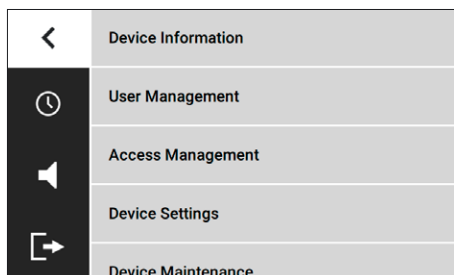 Device Information
User Management
Access Management
Device Settings
Device Maintenance